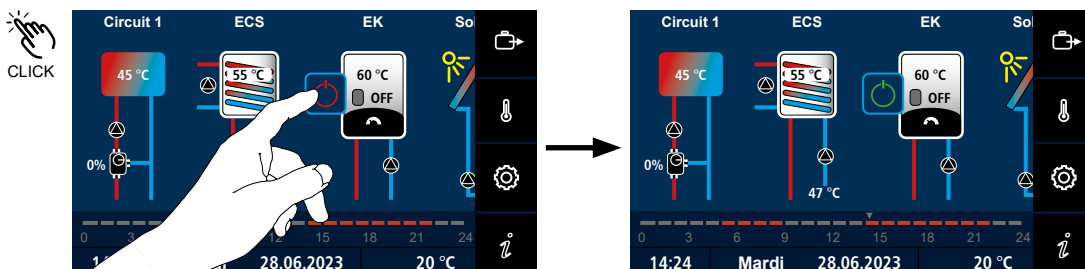 CLICK
Circuit 1 ECS EK
45 °C 55 °C 60 °C
OFF
0%
0 12 15 18 21 24
28.06.2023 20 °C
Circuit 1 ECS EK
45 °C 55 °C 60 °C
OFF
0%
47 °C
0 3 6 9 12 15 18 21 24
14:24 Mardi 28.06.2023 20 °C